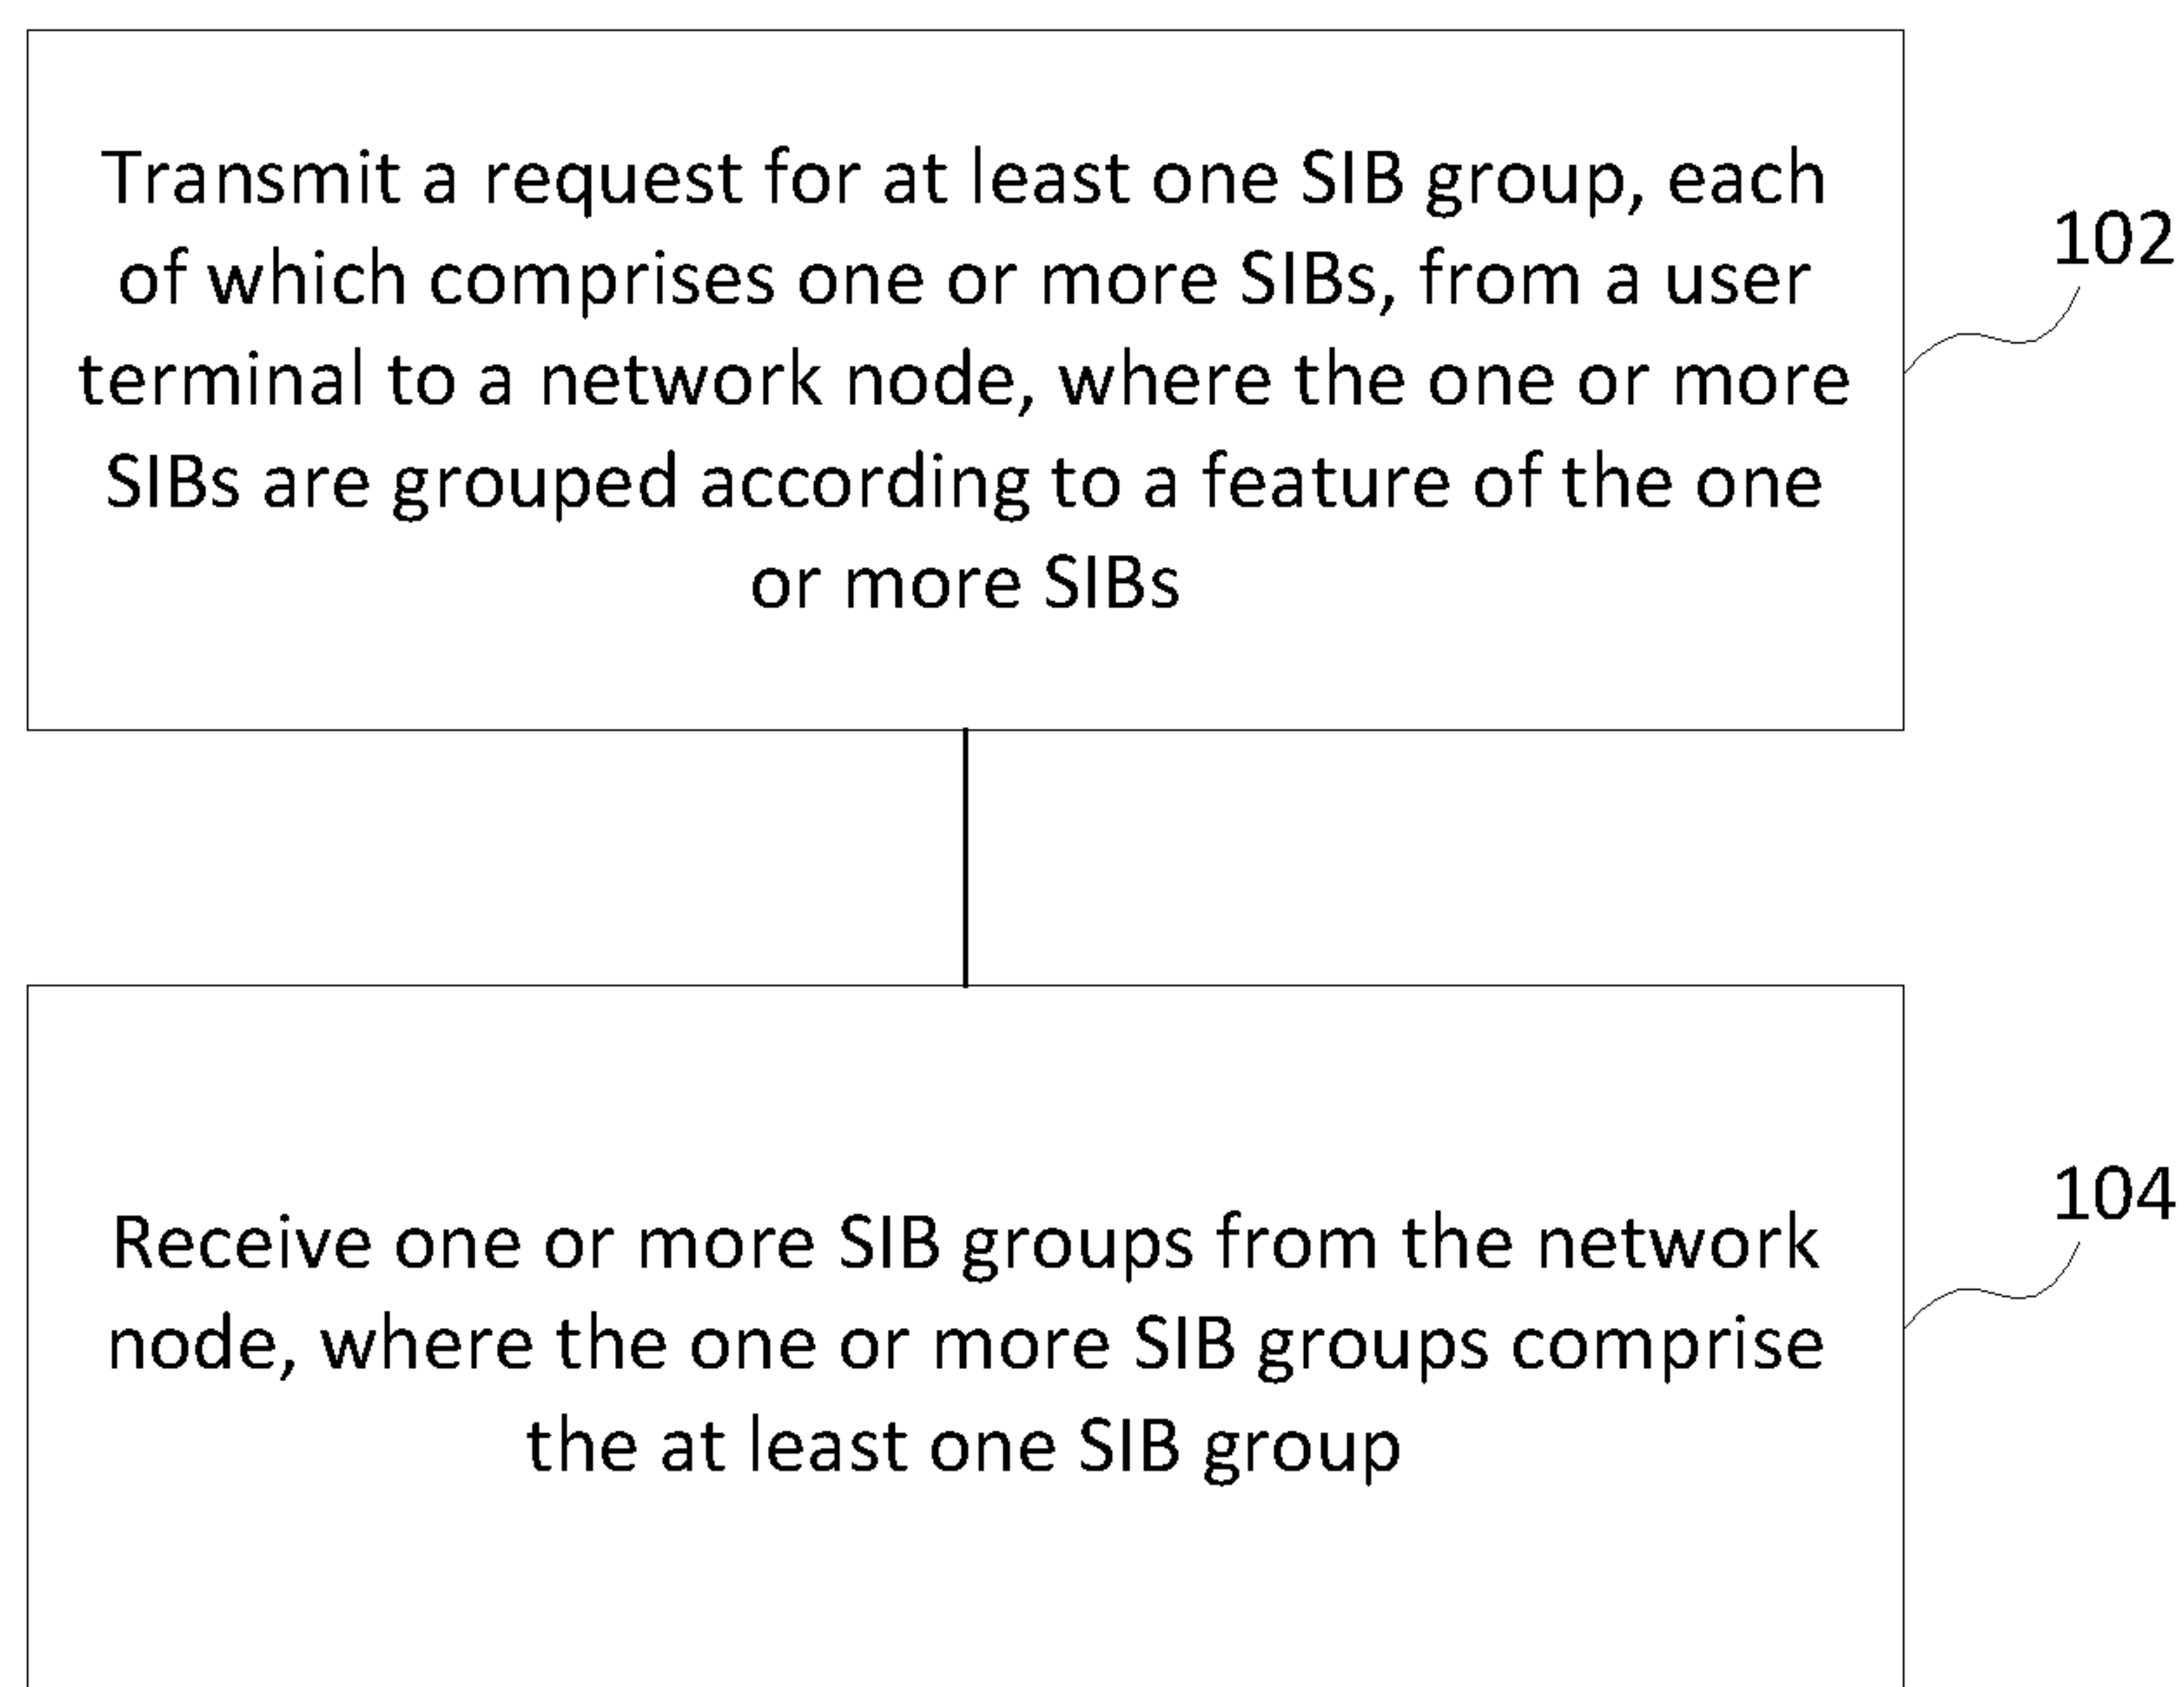 Transmit a request for at least one SIB group, each
of which comprises one or more SIBs, from a user
terminal to a network node, where the one or more
SIBs are grouped according to a feature of the one
or more SIBs
102
Receive one or more SIB groups from the network
node, where the one or more SIB groups comprise
the at least one SIB group
104